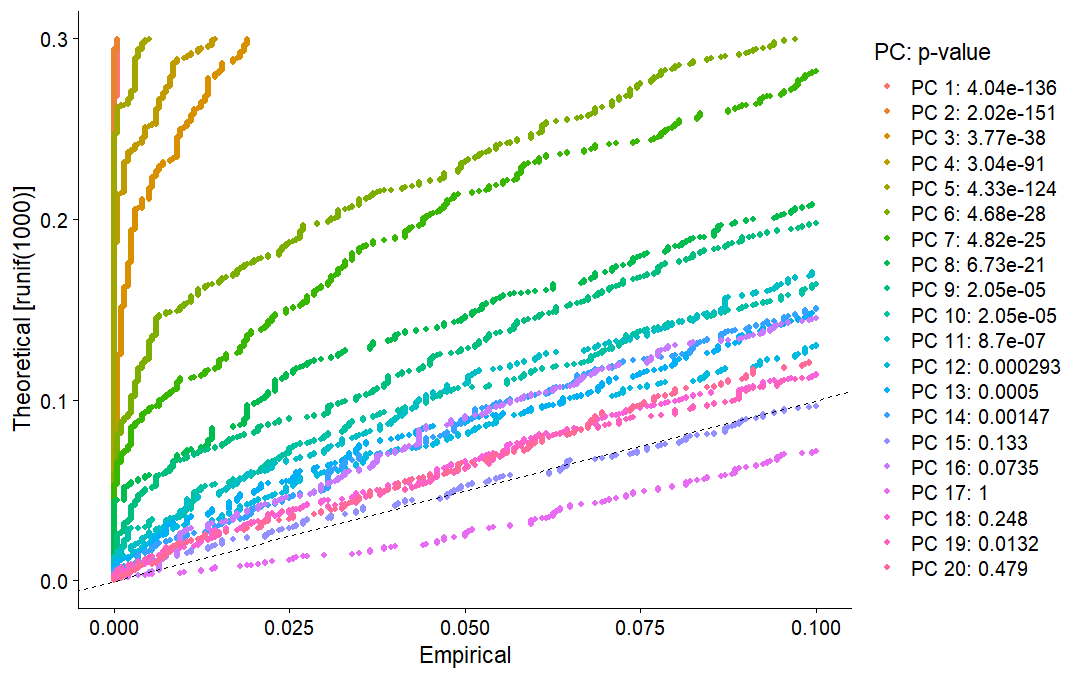 0.3
0.2
0.1
0.0
Theoretical [runif(1000)]
0.000 0.025 0.050 0.075 0.100
Empirical
PC: p-value
PC 1: 4.04e-136
PC 2: 2.02e-151
PC 3: 3.77e-38
PC 4: 3.04e-91
PC 5: 4.33e-124
PC 6: 4.68e-28
PC 7: 4.82e-25
PC 8: 6.73e-21
PC 9: 2.05e-05
PC 10: 2.05e-05
PC 11: 8.7e-07
PC 12: 0.000293
PC 13: 0.0005
PC 14: 0.00147
PC 15: 0.133
PC 16: 0.0735
PC 17: 1
PC 18: 0.248
PC 19: 0.0132
PC 20: 0.479